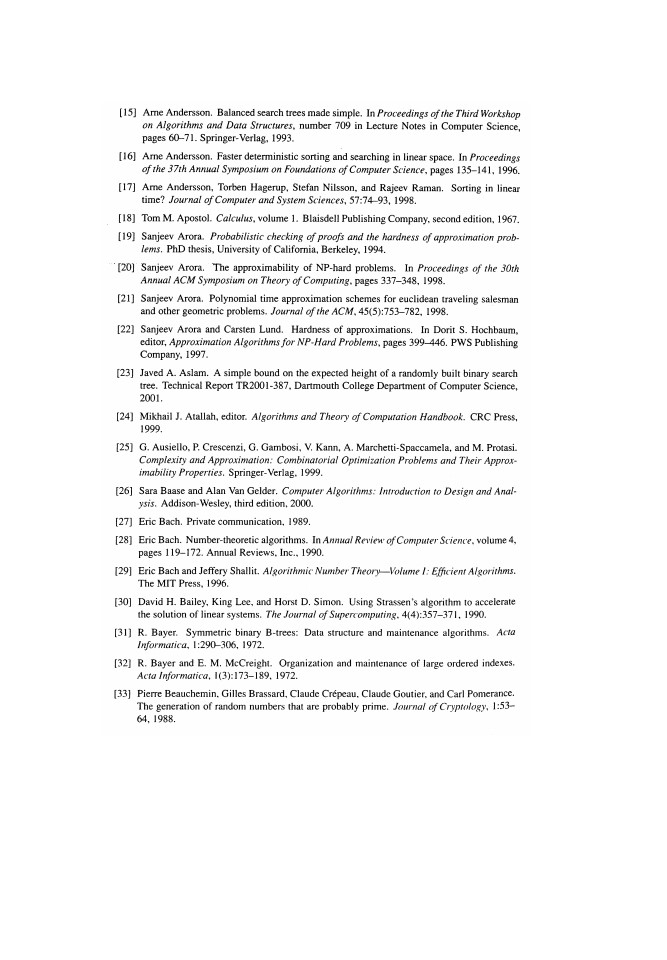 [15] Arne Andersson. Balanced search trees made simple. In Proceedings of the Third Workshop
on Algorithms and Data Structures, number 709 in Lecture Notes in Computer Science,
pages 60–71. Springer-Verlag, 1993.
[16] Arne Andersson. Faster deterministic sorting and searching in linear space. In Proceedings
of the 37th Annual Symposium on Foundations of Computer Science, pages 135–141, 1996.
[17] Arne Andersson, Torben Hagerup, Stefan Nilsson, and Rajeev Raman. Sorting in linear
time? Journal of Computer and System Sciences, 57:74–93, 1998.
[18] Tom M. Apostol. Calculus, volume 1. Blaisdell Publishing Company, second edition, 1967.
[19] Sanjeev Arora. Probabilistic checking of proofs and the hardness of approximation prob-
lems. PhD thesis, University of California, Berkeley, 1994.
[20] Sanjeev Arora. The approximability of NP-hard problems. In Proceedings of the 30th
Annual ACM Symposium on Theory of Computing, pages 337–348, 1998.
[21] Sanjeev Arora. Polynomial time approximation schemes for euclidean traveling salesman
and other geometric problems. Journal of the ACM, 45(5):753–782, 1998.
[22] Sanjeev Arora and Carsten Lund. Hardness of approximations. In Dorit S. Hochbaum,
editor, Approximation Algorithms for NP-Hard Problems, pages 399–446. PWS Publishing
Company, 1997.
[23] Javed A. Aslam. A simple bound on the expected height of a randomly built binary search
tree. Technical Report TR2001-387, Dartmouth College Department of Computer Science,
2001.
[24] Mikhail J. Atallah, editor. Algorithms and Theory of Computation Handbook. CRC Press,
1999.
[25] G. Ausiello, P. Crescenzi, G. Gambosi, V. Kann, A. Marchetti-Spaccamela, and M. Protasi.
Complexity and Approximation: Combinatorial Optimization Problems and Their Approx-
imability Properties. Springer-Verlag, 1999.
[26] Sara Baase and Alan Van Gelder. Computer Algorithms: Introduction to Design and Anal-
ysis. Addison-Wesley, third edition, 2000.
[27] Eric Bach. Private communication, 1989.
[28] Eric Bach. Number-theoretic algorithms. In Annual Review of Computer Science, volume 4,
pages 119–172. Annual Reviews, Inc., 1990.
[29] Eric Bach and Jeffery Shallit. Algorithmic Number Theory—Volume I: Efficient Algorithms.
The MIT Press, 1996.
[30] David H. Bailey, King Lee, and Horst D. Simon. Using Strassen's algorithm to accelerate
the solution of linear systems. The Journal of Supercomputing, 4(4):357–371, 1990.
[31] R. Bayer. Symmetric binary B-trees: Data structure and maintenance algorithms. Acta
Informatica, 1:290–306, 1972.
[32] R. Bayer and E. M. McCreight. Organization and maintenance of large ordered indexes.
Acta Informatica, 1(3):173–189, 1972.
[33] Pierre Beauchemin, Gilles Brassard, Claude Crépeau, Claude Goutier, and Carl Pomerance.
The generation of random numbers that are probably prime. Journal of Cryptology, 1:53–
64, 1988.